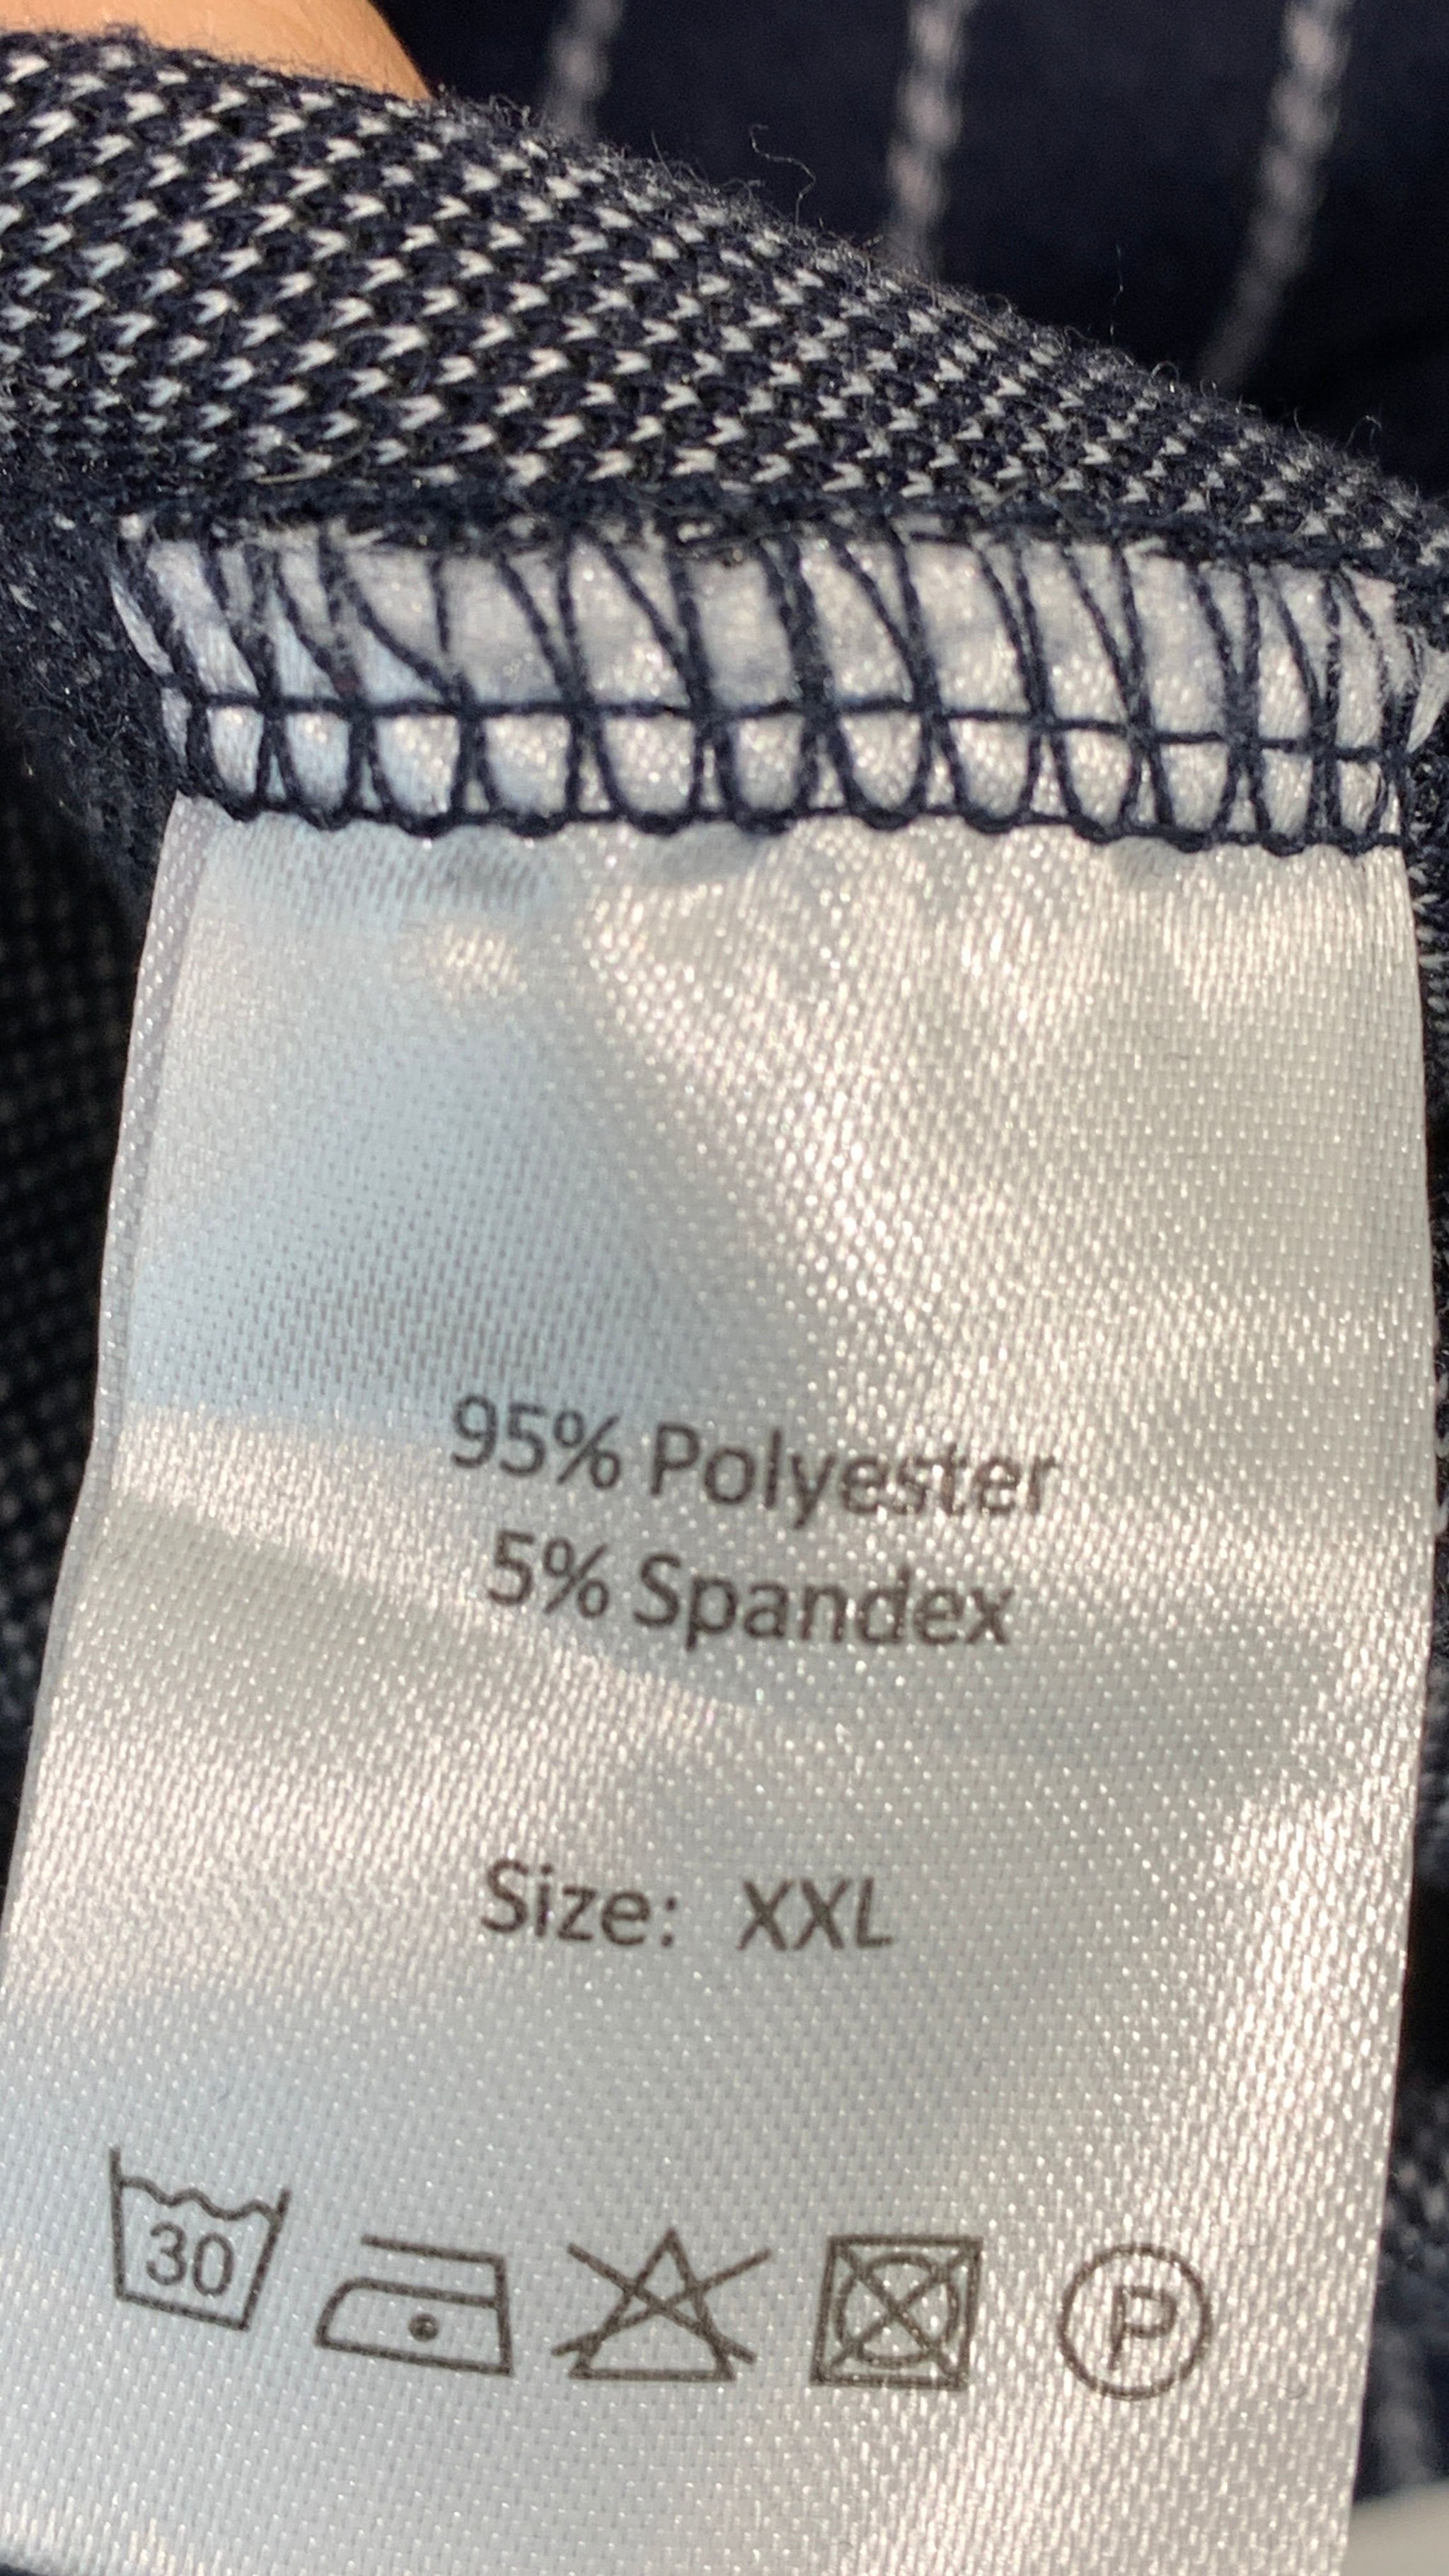 95% Polyester
5% Spandex
Size: XXL
30 P